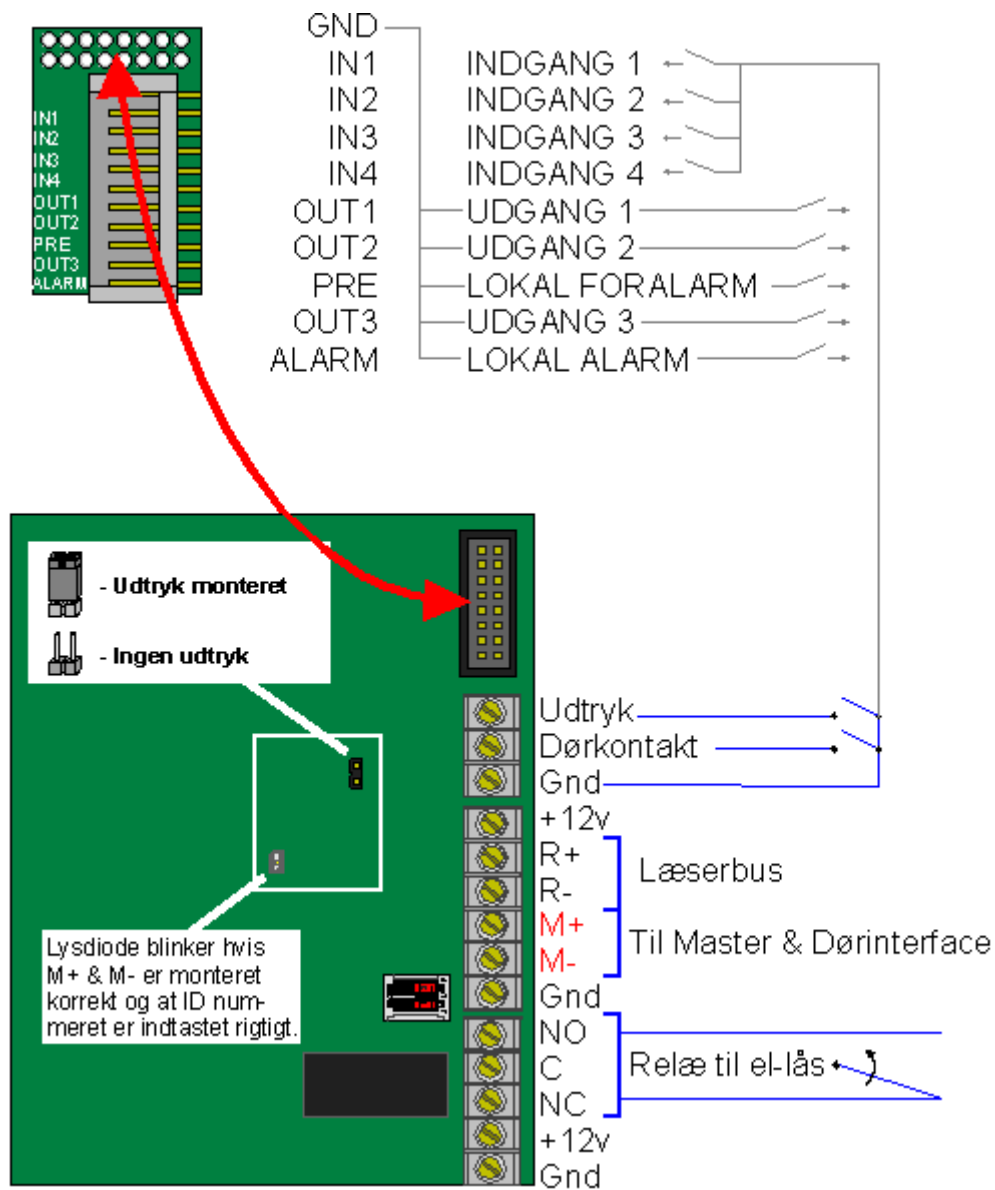 GND
IN1 INDGANG 1
IN2 INDGANG 2
IN3 INDGANG 3
IN4 INDGANG 4
OUT1 UDGANG 1
OUT2 UDGANG 2
PRE LOKAL FORALARM
OUT3 UDGANG 3
ALARM LOKAL ALARM
IN1
IN2
IN3
IN4
OUT1
OUT2
PRE
OUT3
ALARM
- Udtryk monteret
- Ingen udtryk
Lysdiode blinker hvis
M+ & M- er monteret
korrekt og at ID num-
meret er indtastet rigtigt.
Udtryk
Dørkontakt
Gnd
+12v
R+
R-
Læserbus
M+
M-
Til Master & Dørinterface
Gnd
NO
C
NC
Relæ til el-lås
+12v
Gnd